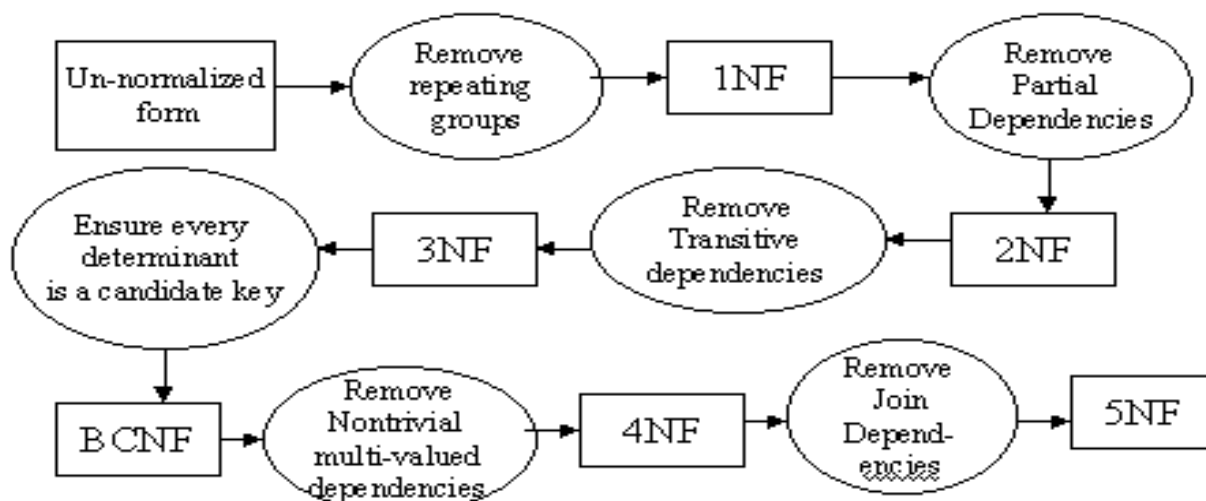 Un-normalized
form
Remove
repeating
groups
1NF
Remove
Partial
Dependencies
2NF
Remove
Transitive
dependencies
3NF
Ensure every
determinant
is a candidate key
BCNF
Remove
Nontrivial
multi-valued
dependencies
4NF
Remove
Join
Depend-
encies
5NF